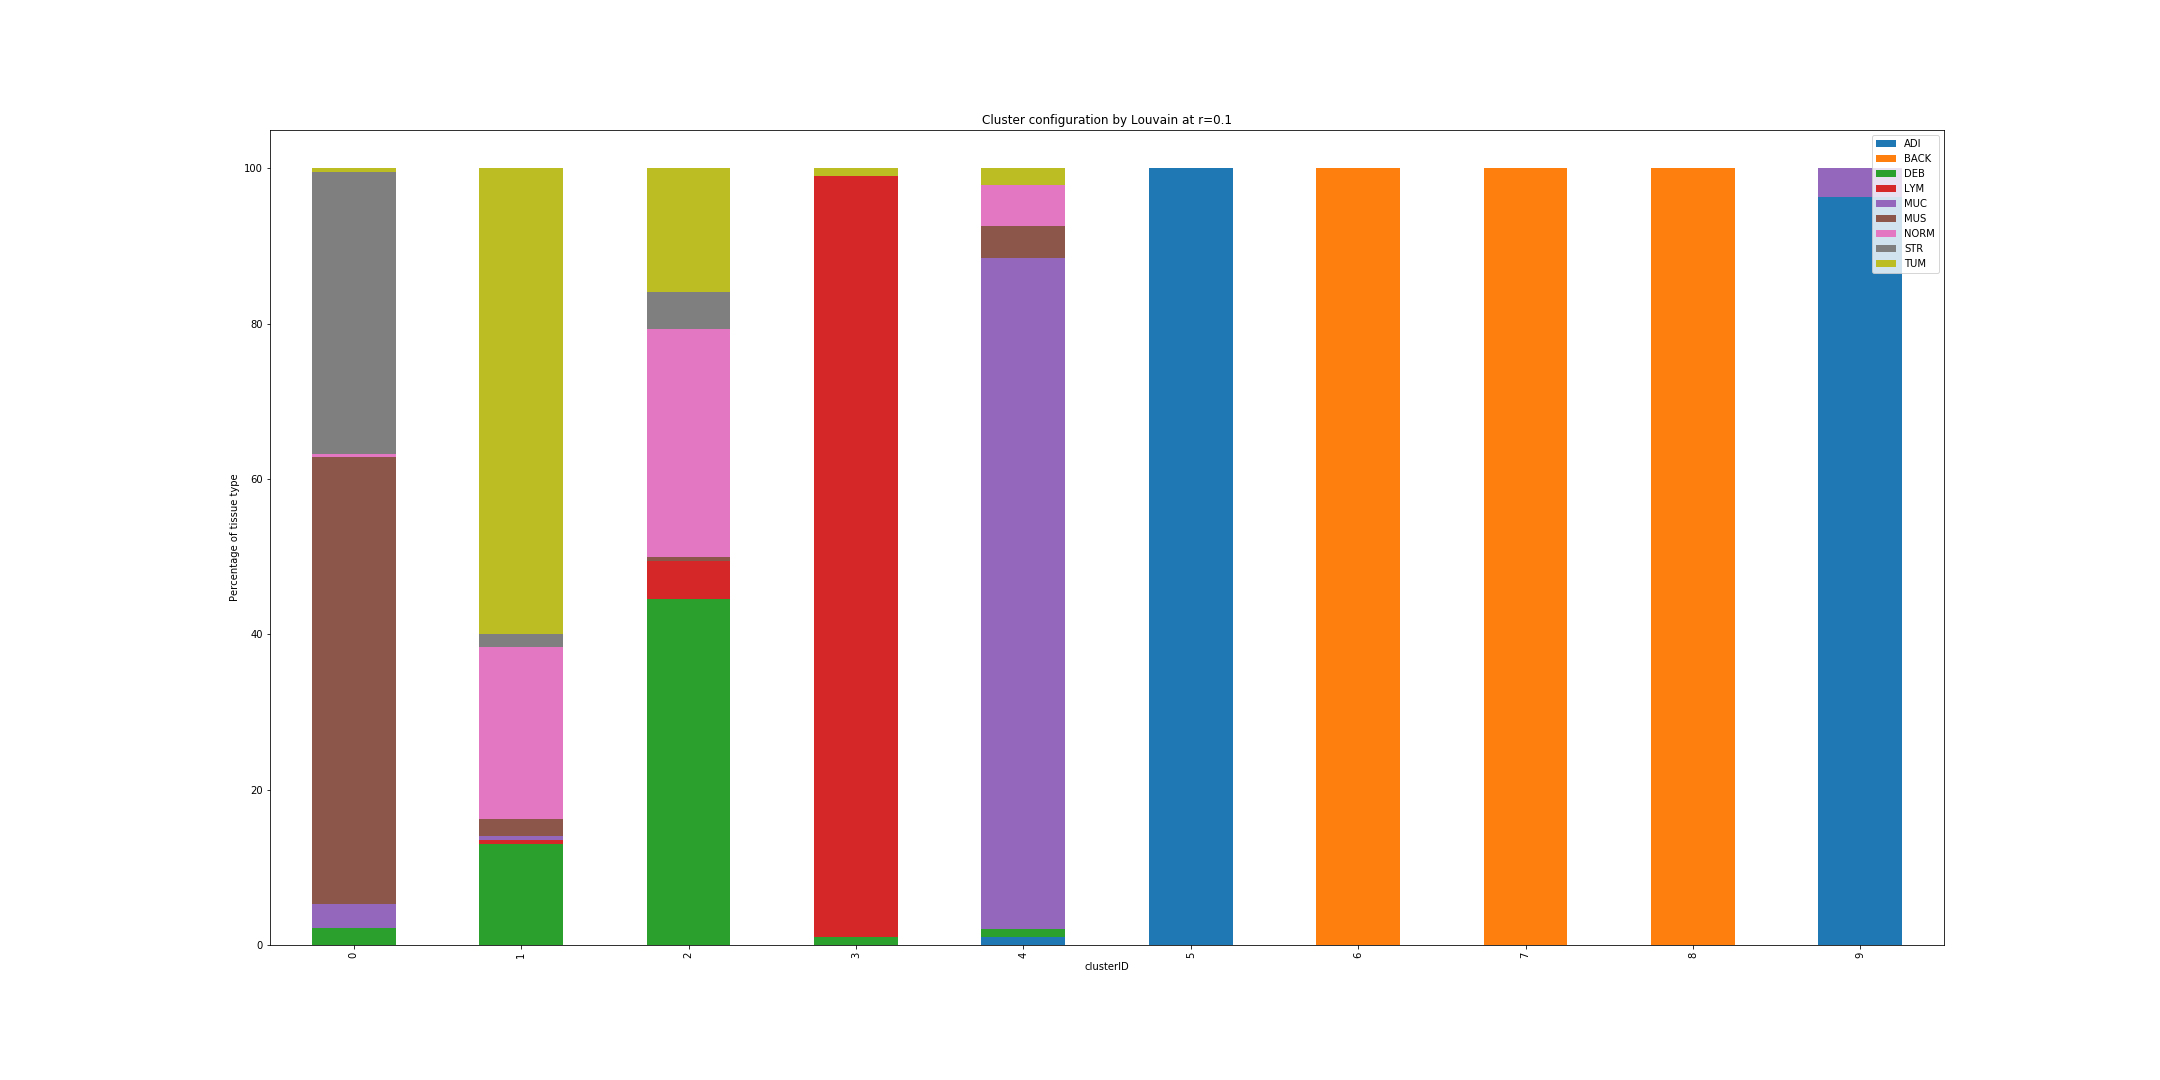 Cluster configuration by Louvain at r=0.1
ADI
BACK
DEB
LYM
MUC
MUS
NORM
STR
TUM
Percentage of tissue type
100
80
60
40
20
0
0 1 2 3 4 5 6 7 8 9
clusterID